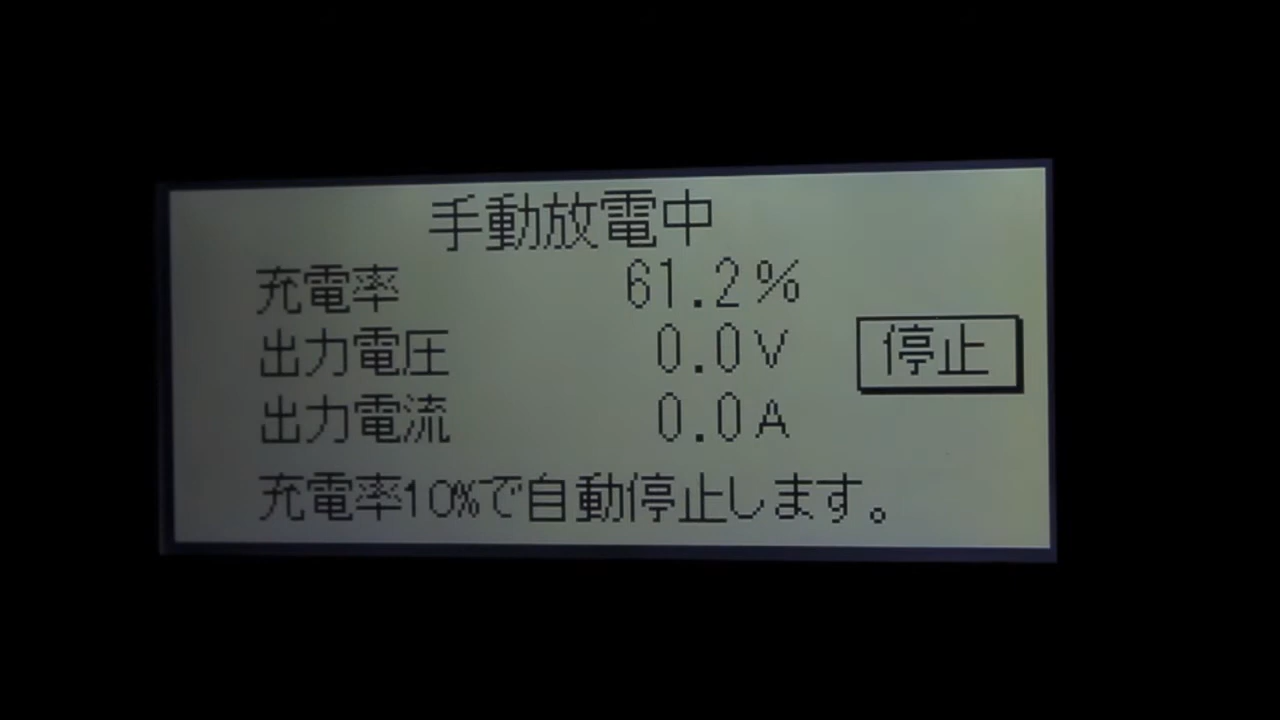 手動放電中
充電率 61.2%
出力電圧 0.0V
停止
出力電流 0.0A
充電率10%で自動停止します。